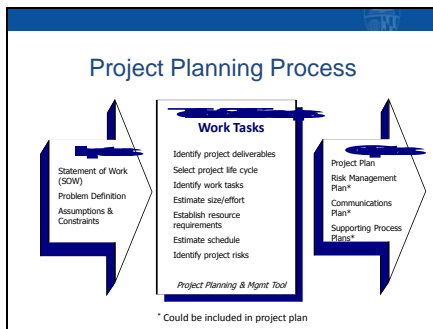 Project Planning Process
Statement of Work
(SOW)
Problem Definition
Assumptions &
Constraints
Work Tasks
Identify project deliverables
Select project life cycle
Identify work tasks
Estimate size/effort
Establish resource
requirements
Estimate schedule
Identify project risks
Project Planning & Mgmt Tool
Project Plan
Risk Management
Plan*
Communications
Plan*
Supporting Process
Plans*
* Could be included in project plan